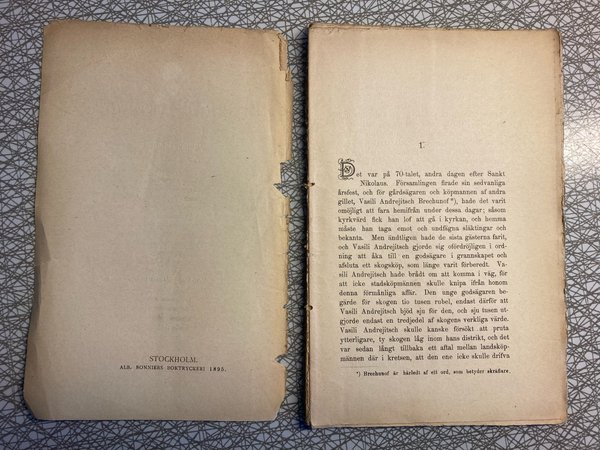 STOCKHOLM.
ALB. BONNIERS BOKTRYCKERI 1895.
I.
Det var på 70-talet, andra dagen efter Sankt
Nikolaus. Församlingen firade sin sedvanliga
årsfest, och för gårdsägaren och köpmannen af andra
gillet, Vasili Andrejitsch Brechunof*), hade det varit
omöjligt att fara hemifrån under dessa dagar; såsom
kyrkvärd fick han lof att gå i kyrkan, och hemma
måste han taga emot och undfägna släktingar och
bekanta. Men ändtligen hade de sista gästerna farit,
och Vasili Andrejitsch gjorde sig ofördröjligen i ord-
ning att åka till en godsägare i grannskapet och
afsluta ett skogsköp, som länge varit förberedt. Va-
sili Andrejitsch hade brådt om att komma i väg, för
att icke stadsköpmännen skulle knipa ifrån honom
denna förmånliga affär. Den unge godsägaren be-
gärde för skogen tio tusen rubel, endast därför att
Vasili Andrejitsch bjöd sju för den, och sju tusen ut-
gjorde endast en tredjedel af skogens verkliga värde.
Vasili Andrejitsch skulle kanske försökt att pruta
ytterligare, ty skogen låg inom hans distrikt, och det
var sedan långt tillbaka ett aftal mellan landsköp-
männen där i kretsen, att den ene icke skulle drifva
*) Brechunof är härledt af ett ord, som betyder skräflare.